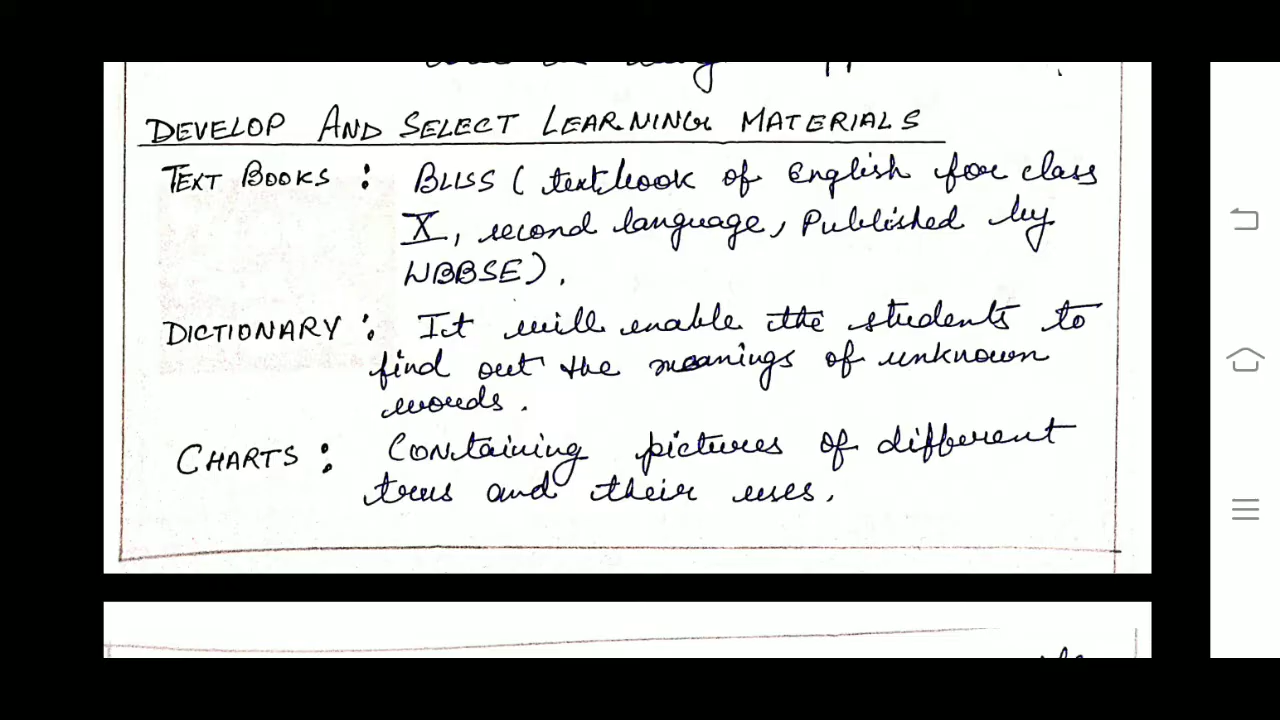 DEVELOP AND SELECT LEARNING MATERIALS
TEXT BOOKS : BLISS (textbook of English for class
X, second language, Published by
WBBSE).
DICTIONARY : It will enable the students to
find out the meanings of unknown
words.
CHARTS : Containing pictures of different
trees and their uses.